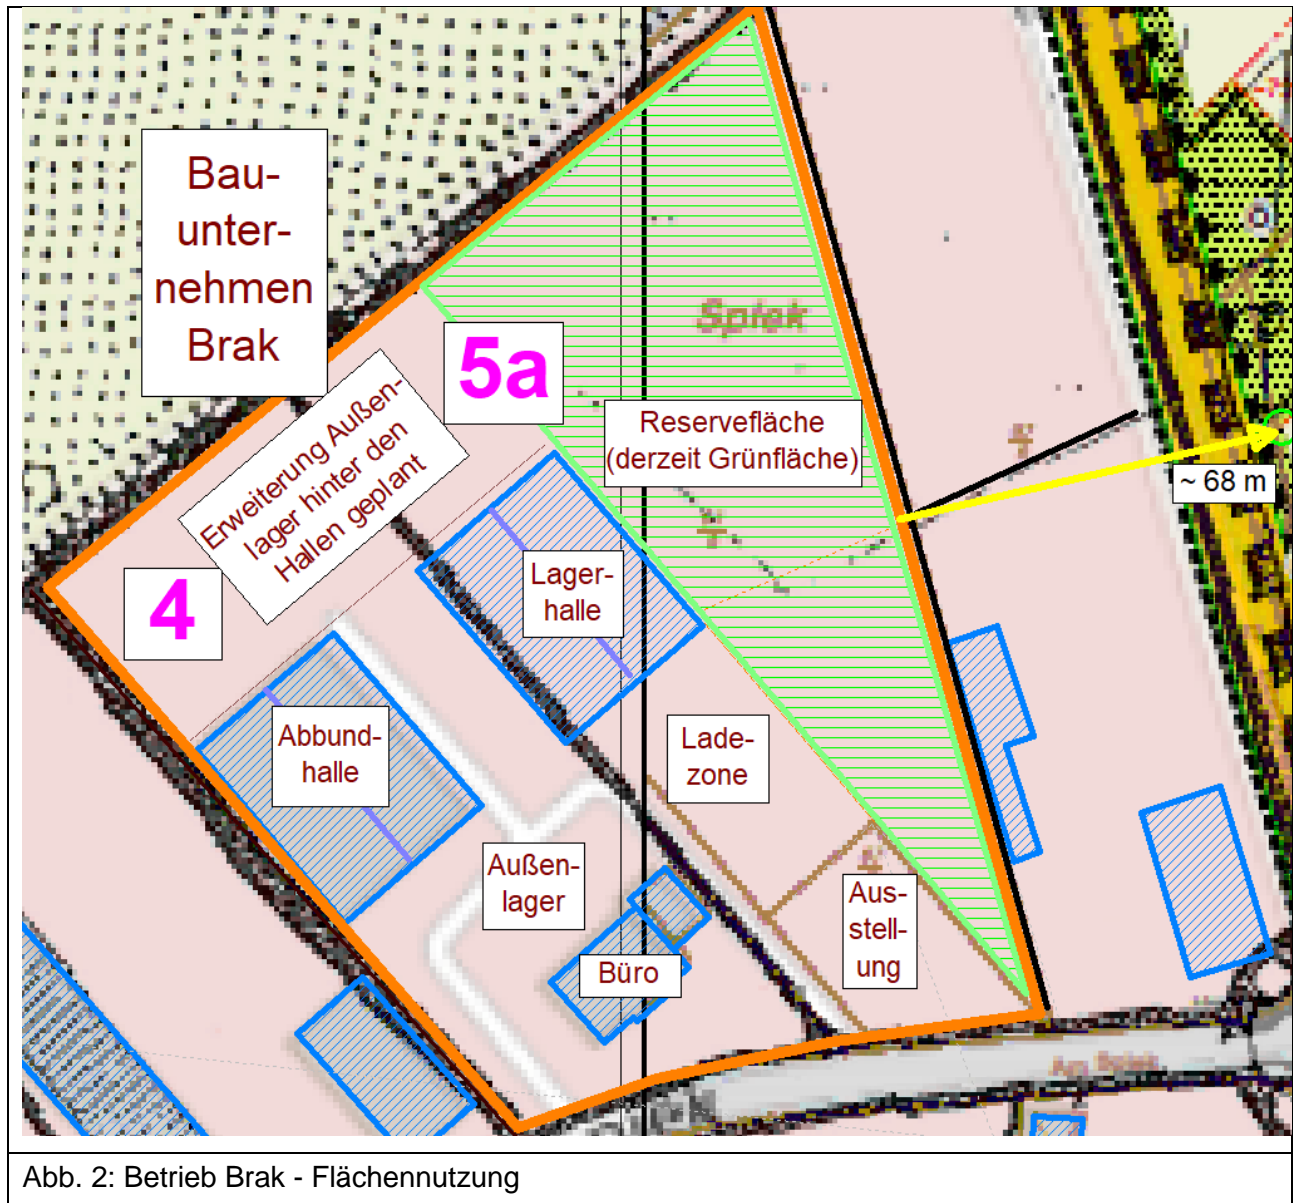 Bau-
unter-
nehmen
Brak
5a
Spiek
Erweiterung Außen-
lager hinter den
Hallen geplant
Reservefläche
(derzeit Grünfläche)
~ 68 m
4
Lager-
halle
Abbund-
halle
Lade-
zone
Außen-
lager
Aus-
stell-
ung
Büro
Abb. 2: Betrieb Brak - Flächennutzung